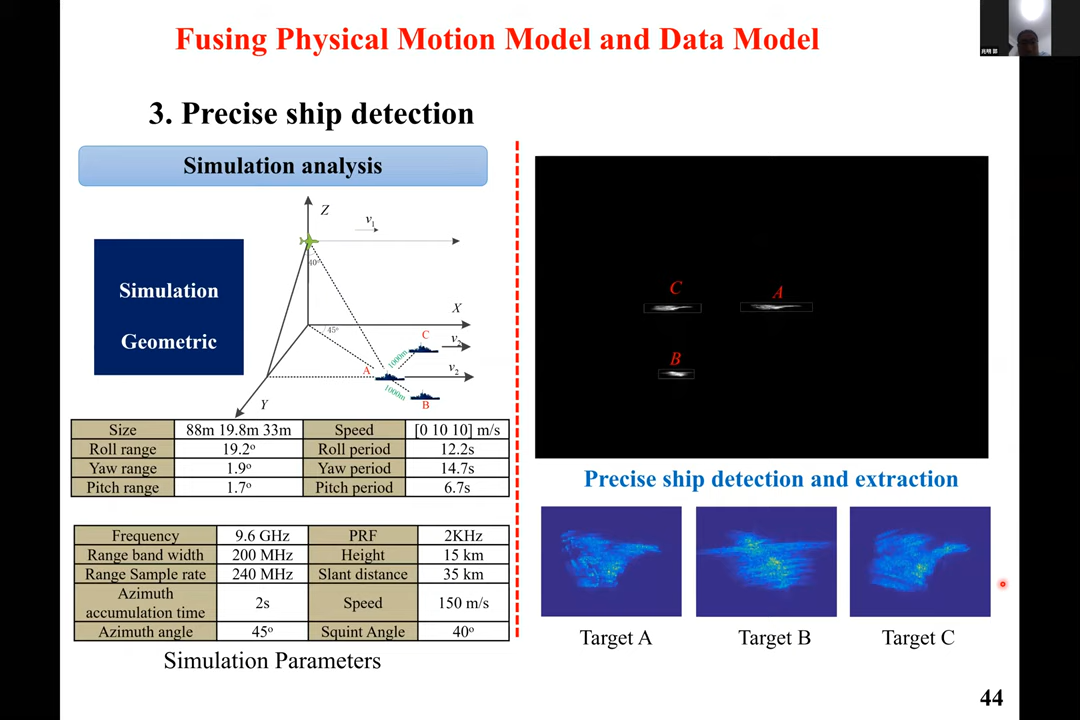 Fusing Physical Motion Model and Data Model
3. Precise ship detection
Simulation analysis
Simulation
Geometric
Z
v₁
40°
X
45°
C
v₂
1000m
A
v₂
1000m
B
Y
Size 88m 19.8m 33m Speed [0 10 10] m/s
Roll range 19.2° Roll period 12.2s
Yaw range 1.9° Yaw period 14.7s
Pitch range 1.7° Pitch period 6.7s
Frequency 9.6 GHz PRF 2KHz
Range band width 200 MHz Height 15 km
Range Sample rate 240 MHz Slant distance 35 km
Azimuth
accumulation time 2s Speed 150 m/s
Azimuth angle 45° Squint Angle 40°
Simulation Parameters
C A
B
Precise ship detection and extraction
Target A Target B Target C
44